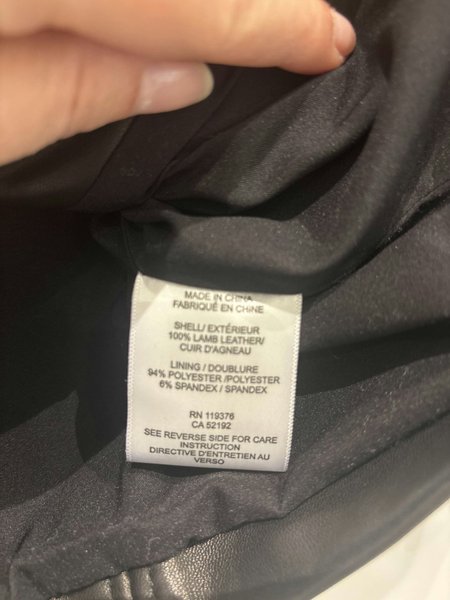 MADE IN CHINA
FABRIQUÉ EN CHINE
SHELL/ EXTÉRIEUR
100% LAMB LEATHER/
CUIR D'AGNEAU
LINING / DOUBLURE
94% POLYESTER /POLYESTER
6% SPANDEX / SPANDEX
RN 119376
CA 52192
SEE REVERSE SIDE FOR CARE
INSTRUCTION
DIRECTIVE D'ENTRETIEN AU
VERSO